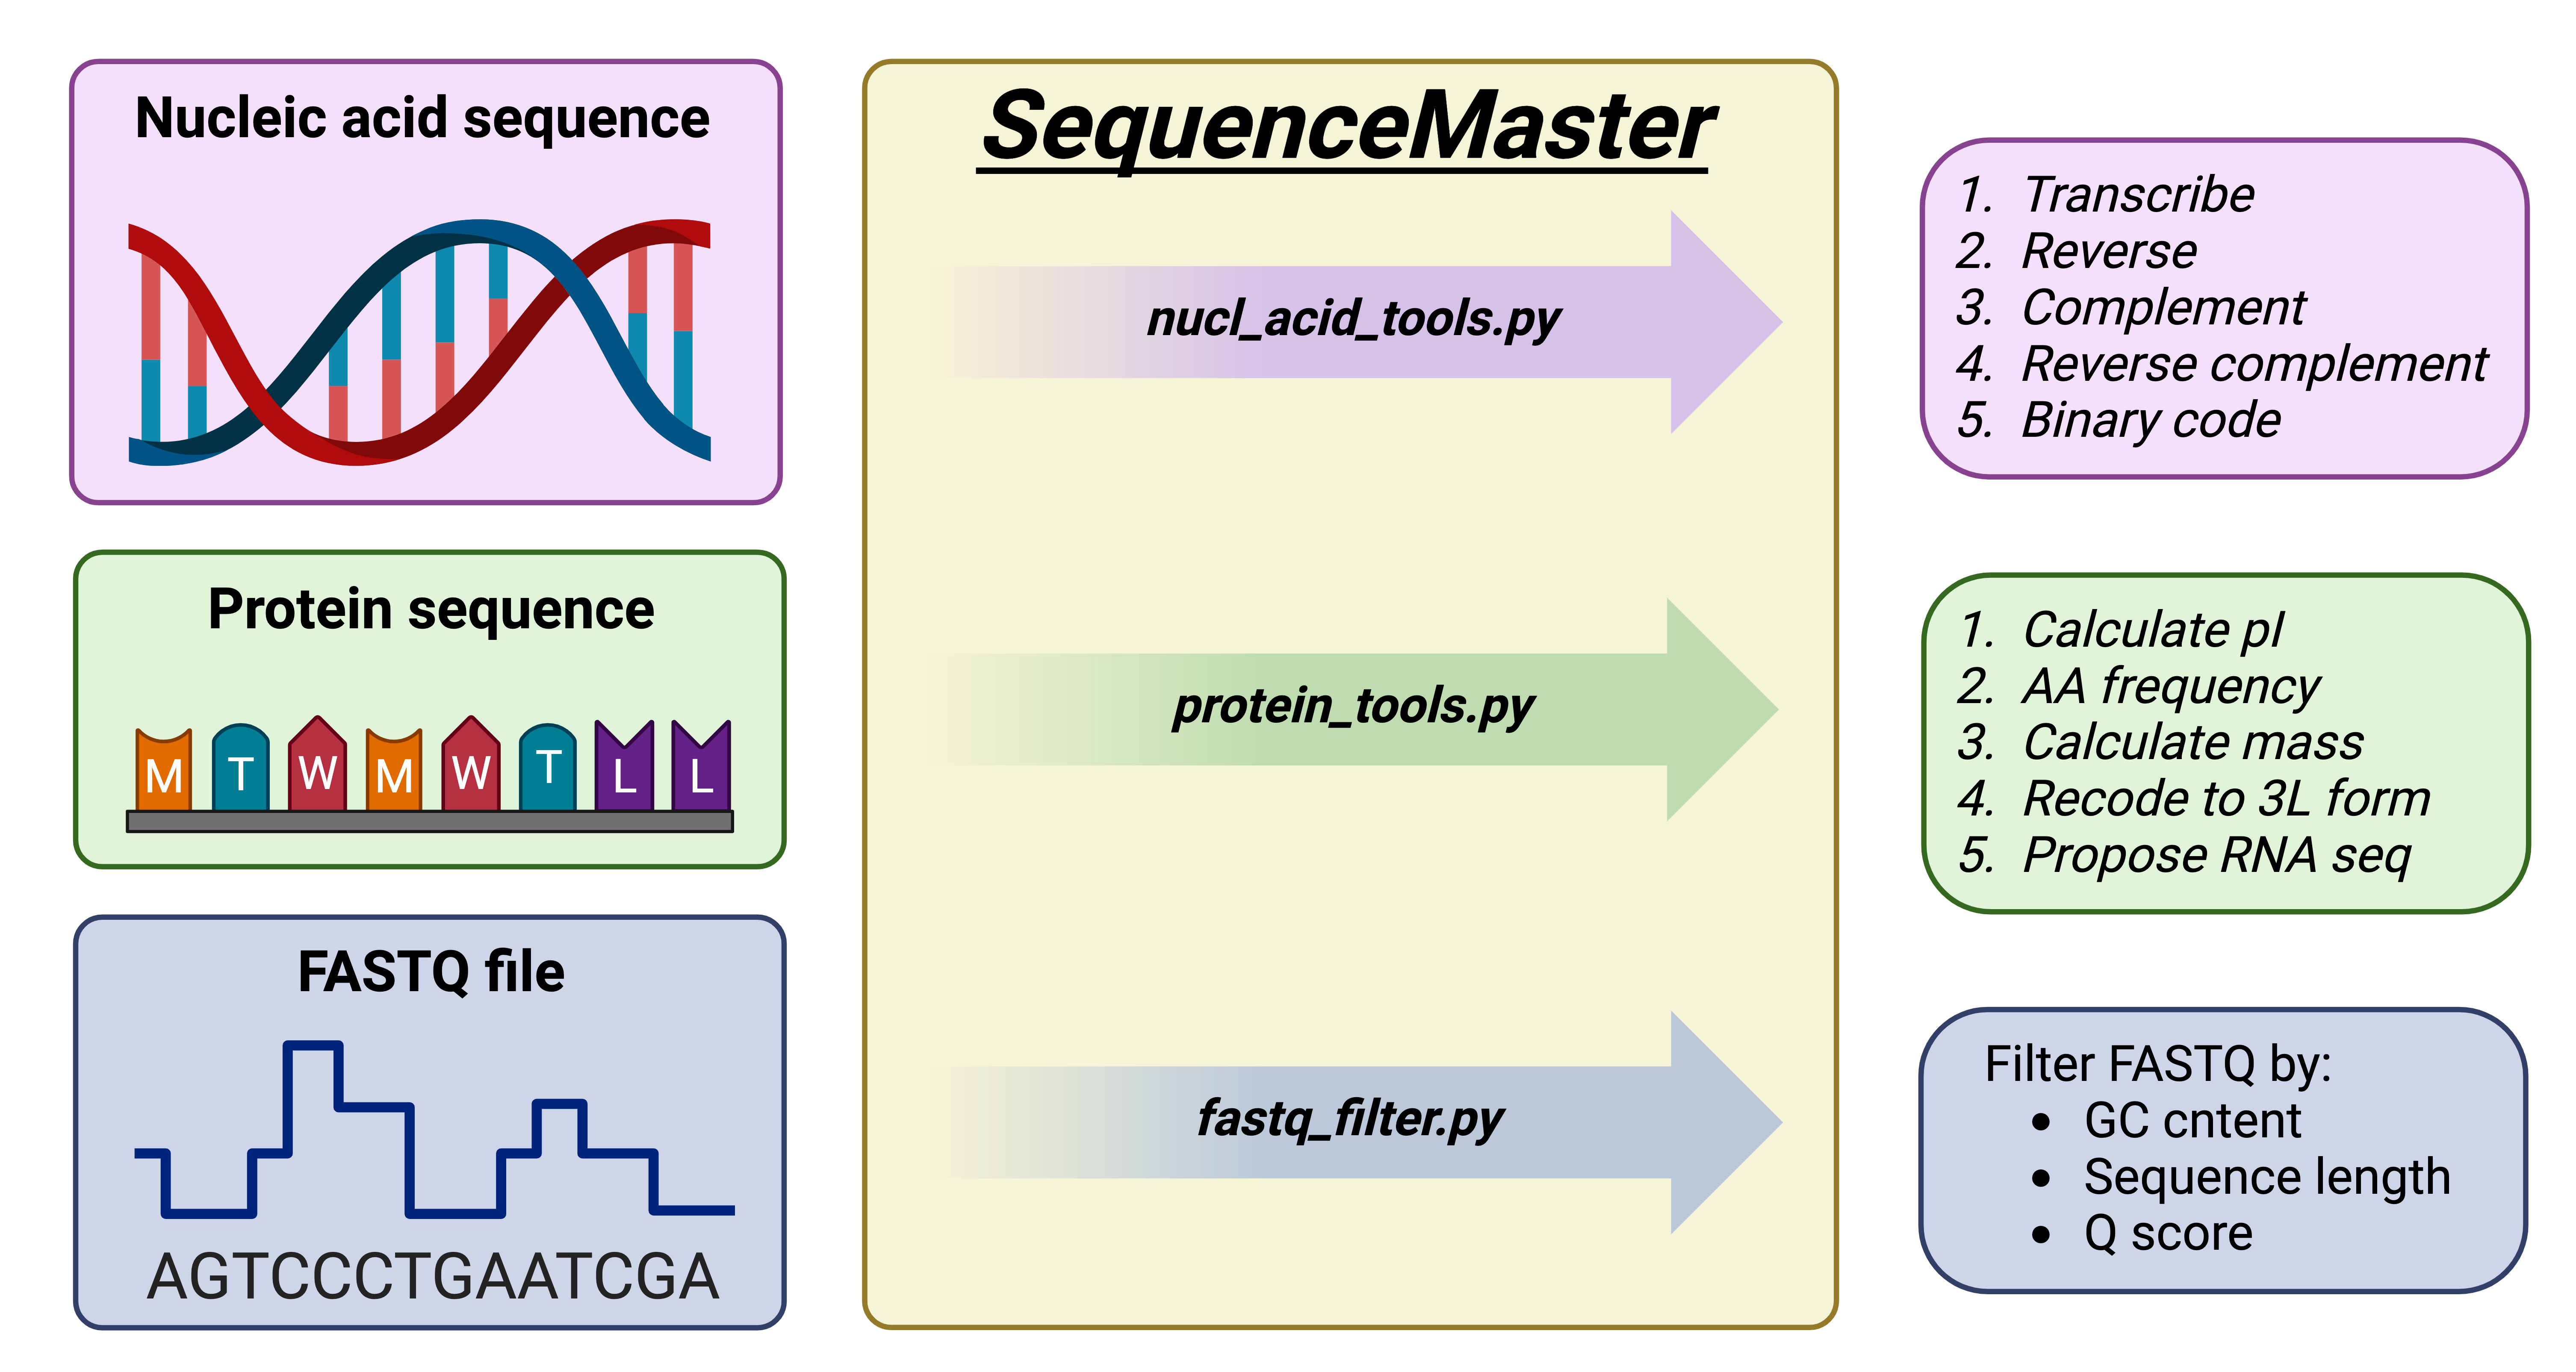 Nucleic acid sequence
SequenceMaster
nucl_acid_tools.py
1. Transcribe
2. Reverse
3. Complement
4. Reverse complement
5. Binary code
Protein sequence
M T W M W T L L
protein_tools.py
1. Calculate pI
2. AA frequency
3. Calculate mass
4. Recode to 3L form
5. Propose RNA seq
FASTQ file
AGTCCCTGAATCGA
fastq_filter.py
Filter FASTQ by:
• GC cntent
• Sequence length
• Q score